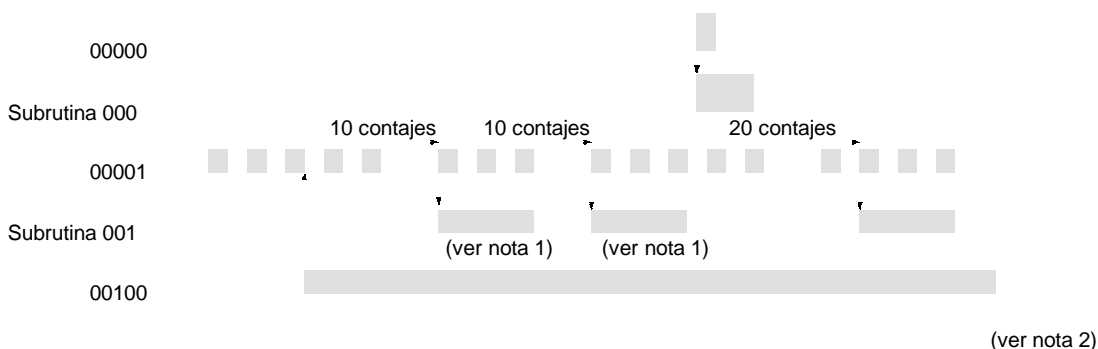 00000
Subrutina 000
10 contajes 10 contajes 20 contajes
00001
Subrutina 001
(ver nota 1) (ver nota 1)
00100
(ver nota 2)